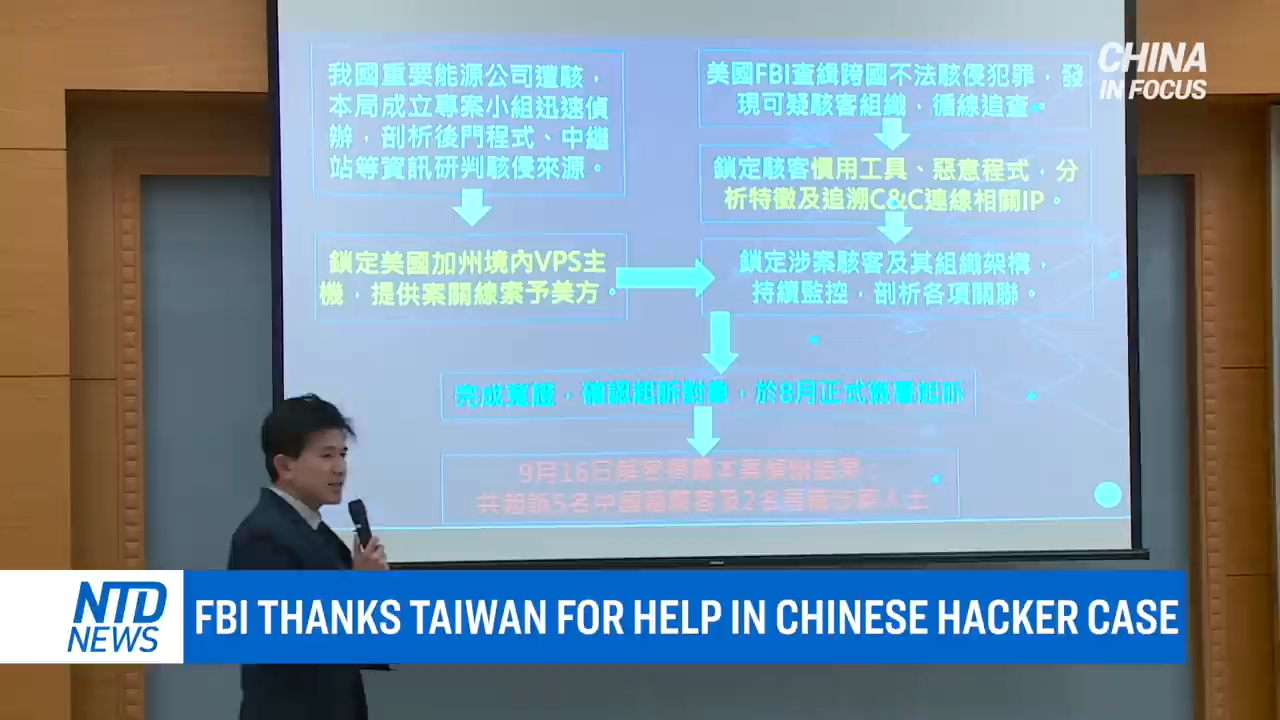 CHINA
IN FOCUS
我國重要能源公司遭駭，
本局成立專案小組迅速偵
辦，剖析後門程式、中繼
站等資訊研判駭侵來源。
美國FBI查緝跨國不法駭侵犯罪，發
現可疑駭客組織，循線追查。
鎖定駭客慣用工具、惡意程式，分
析特徵及追溯C&C連線相關IP。
鎖定美國加州境內VPS主
機，提供案關線索予美方。
鎖定涉案駭客及其組織架構，
持續監控，剖析各項關聯。
完成蒐證，確認起訴對象，於8月正式簽署起訴
9月16日
共起訴5名中國籍駭客及2名
NTD
NEWS
FBI THANKS TAIWAN FOR HELP IN CHINESE HACKER CASE